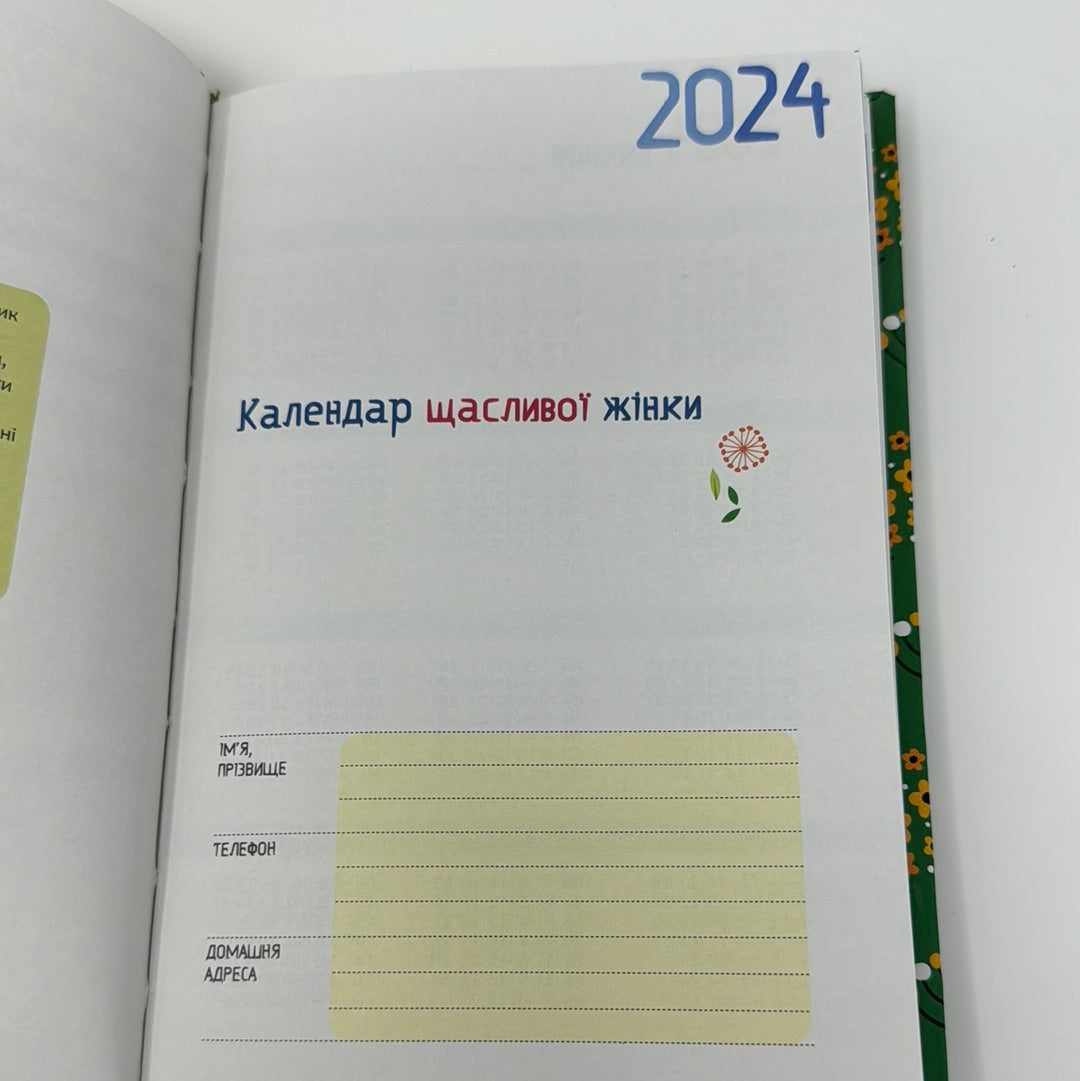 2024
Календар щасливої жінки
ІМ'Я,
ПРІЗВИЩЕ
ТЕЛЕФОН
ДОМАШНЯ
АДРЕСА